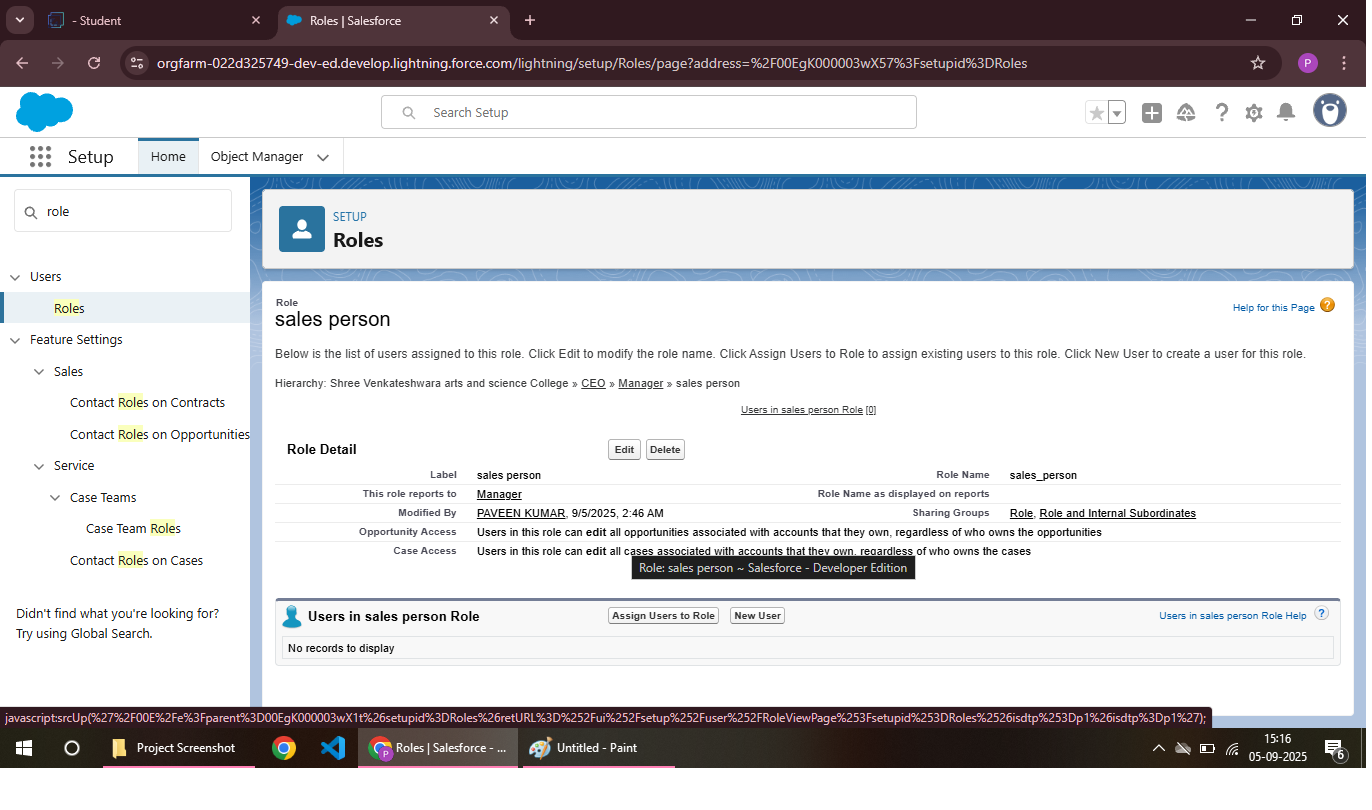 - Student
Roles | Salesforce
orgfarm-022d325749-dev-ed.develop.lightning.force.com/lightning/setup/Roles/page?address=%2F00EgK000003wX57%3Fsetupid%3DRoles
P
Search Setup
Setup
Home
Object Manager
role
Users
Roles
Feature Settings
Sales
Contact Roles on Contracts
Contact Roles on Opportunities
Service
Case Teams
Case Team Roles
Contact Roles on Cases
Didn't find what you're looking for?
Try using Global Search.
SETUP
Roles
Role
sales person
Help for this Page ?
Below is the list of users assigned to this role. Click Edit to modify the role name. Click Assign Users to Role to assign existing users to this role. Click New User to create a user for this role.
Hierarchy: Shree Venkateshwara arts and science College » CEO » Manager » sales person
Users in sales person Role [0]
Role Detail Edit Delete
Label sales person Role Name sales_person
This role reports to Manager Role Name as displayed on reports
Modified By PAVEEN KUMAR, 9/5/2025, 2:46 AM Sharing Groups Role, Role and Internal Subordinates
Opportunity Access Users in this role can edit all opportunities associated with accounts that they own, regardless of who owns the opportunities
Case Access Users in this role can edit all cases associated with accounts that they own, regardless of who owns the cases
Role: sales person ~ Salesforce - Developer Edition
Users in sales person Role Assign Users to Role New User Users in sales person Role Help ?
No records to display
javascript:srcUp(%27%2F00E%2Fe%3Fparent%3D00EgK000003wX1t%26setupid%3DRoles%26retURL%3D%252Fui%252Fsetup%252Fuser%252FRoleViewPage%253Fsetupid%253DRoles%2526isdtp%253Dp1%26isdtp%3Dp1%27);
Project Screenshot
P
Roles | Salesforce - ...
Untitled - Paint
15:16
05-09-2025
6